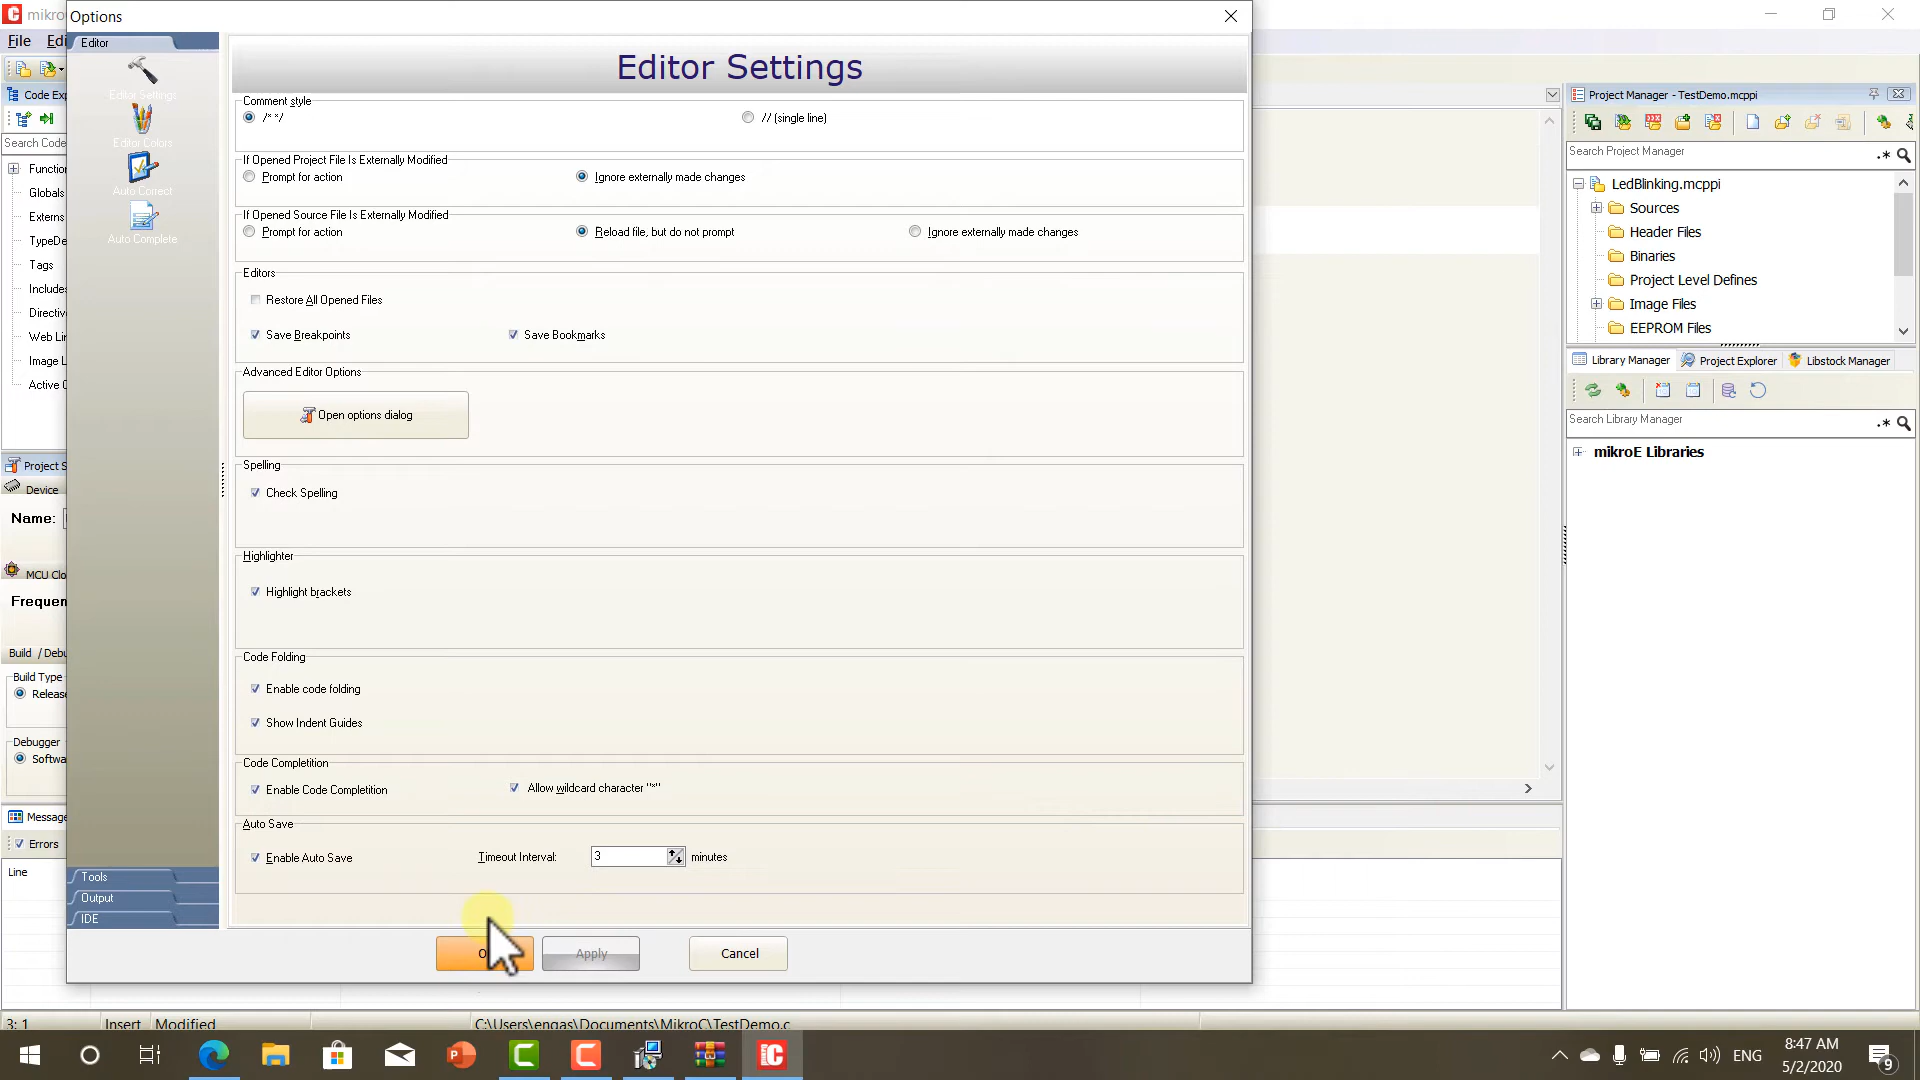 mikro
Options
File Edi
Code Exp
Search Code
Function
Globals
Externs
TypeDe
Tags
Includes
Directive
Web Lin
Image L
Active C
Project S
Device
Name:
MCU Clo
Frequen
Build / Debu
Build Type
Release
Debugger
Softwa
Message
Errors
Line
Editor
Editor Settings
Editor Colors
Auto Correct
Auto Complete
Tools
Output
IDE
Editor Settings
Comment style
/* */
// (single line)
If Opened Project File Is Externally Modified
Prompt for action
Ignore externally made changes
If Opened Source File Is Externally Modified
Prompt for action
Reload file, but do not prompt
Ignore externally made changes
Editors
Restore All Opened Files
Save Breakpoints
Save Bookmarks
Advanced Editor Options
Open options dialog
Spelling
Check Spelling
Highlighter
Highlight brackets
Code Folding
Enable code folding
Show Indent Guides
Code Completition
Enable Code Completition
Allow wildcard character "*"
Auto Save
Enable Auto Save
Timeout Interval:
3
minutes
Apply
Cancel
Project Manager - TestDemo.mcppi
Search Project Manager
LedBlinking.mcppi
Sources
Header Files
Binaries
Project Level Defines
Image Files
EEPROM Files
Library Manager
Project Explorer
Libstock Manager
Search Library Manager
mikroE Libraries
3: 1
Insert
Modified
C:\Users\engas\Documents\MikroC\TestDemo.c
ENG
8:47 AM
5/2/2020
9